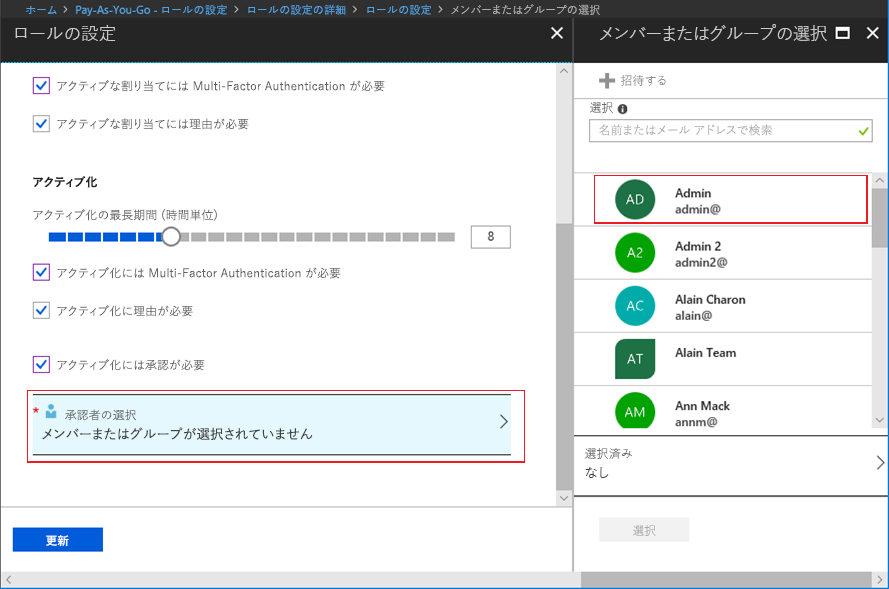 ホーム > Pay-As-You-Go - ロールの設定 > ロールの設定の詳細 > ロールの設定 > メンバーまたはグループの選択
ロールの設定
アクティブな割り当てには Multi-Factor Authentication が必要
アクティブな割り当てには理由が必要
アクティブ化
アクティブ化の最長期間 (時間単位)
8
アクティブ化には Multi-Factor Authentication が必要
アクティブ化に理由が必要
アクティブ化には承認が必要
* 承認者の選択
メンバーまたはグループが選択されていません
更新
メンバーまたはグループの選択
招待する
選択
名前またはメール アドレスで検索
AD
Admin
admin@
A2
Admin 2
admin2@
AC
Alain Charon
alain@
AT
Alain Team
AM
Ann Mack
annm@
選択済み
なし
選択